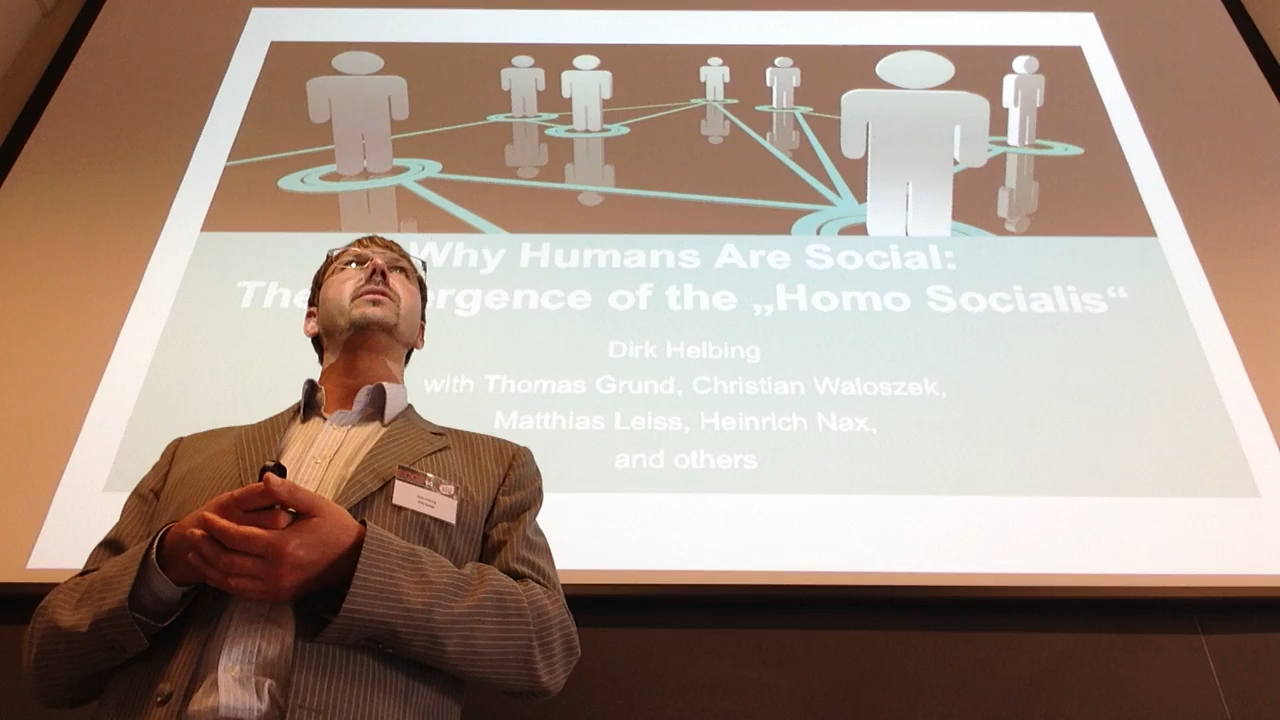 Why Humans Are Social:
The ergence of the „Homo Socialis“
Dirk Helbing
with Thomas Grund, Christian Waloszek,
Matthias Leiss, Heinrich Nax,
and others